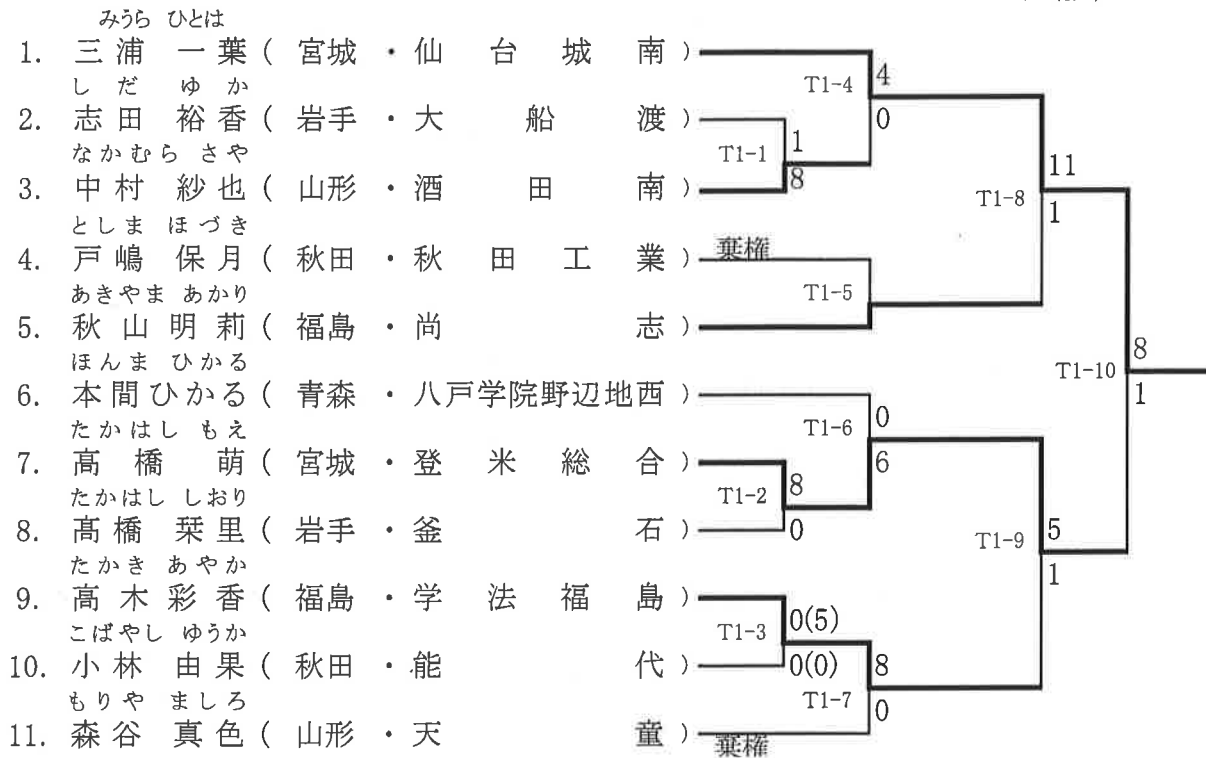 みうら ひとは
1. 三浦 一葉 ( 宮城 ・ 仙台城南 )
しだ ゆか
2. 志田 裕香 ( 岩手 ・ 大船渡 )
なかむら さや
3. 中村 紗也 ( 山形 ・ 酒田南 )
としま ほづき
4. 戸嶋 保月 ( 秋田 ・ 秋田工業 ) 棄権
あきやま あかり
5. 秋山明莉 ( 福島 ・ 尚志 )
ほんま ひかる
6. 本間ひかる ( 青森 ・ 八戸学院野辺地西 )
たかはし もえ
7. 高橋 萌 ( 宮城 ・ 登米総合 )
たかはし しおり
8. 髙橋 栞里 ( 岩手 ・ 釜石 )
たかき あやか
9. 高木彩香 ( 福島 ・ 学法福島 )
こばやし ゆうか
10. 小林 由果 ( 秋田 ・ 能代 )
もりや ましろ
11. 森谷 真色 ( 山形 ・ 天童 ) 棄権
T1-1
1
8
T1-2
8
0
T1-3
0(5)
0(0)
T1-4
4
0
T1-5
T1-6
0
6
T1-7
8
0
T1-8
11
1
T1-9
5
1
T1-10
8
1